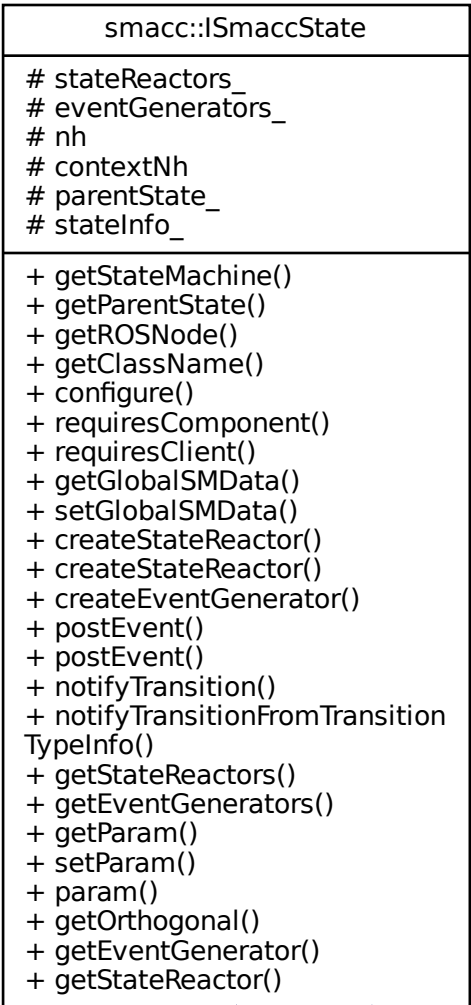 smacc::ISmaccState
# stateReactors_
# eventGenerators_
# nh
# contextNh
# parentState_
# stateInfo_
+ getStateMachine()
+ getParentState()
+ getROSNode()
+ getClassName()
+ configure()
+ requiresComponent()
+ requiresClient()
+ getGlobalSMData()
+ setGlobalSMData()
+ createStateReactor()
+ createStateReactor()
+ createEventGenerator()
+ postEvent()
+ postEvent()
+ notifyTransition()
+ notifyTransitionFromTransition
TypeInfo()
+ getStateReactors()
+ getEventGenerators()
+ getParam()
+ setParam()
+ param()
+ getOrthogonal()
+ getEventGenerator()
+ getStateReactor()